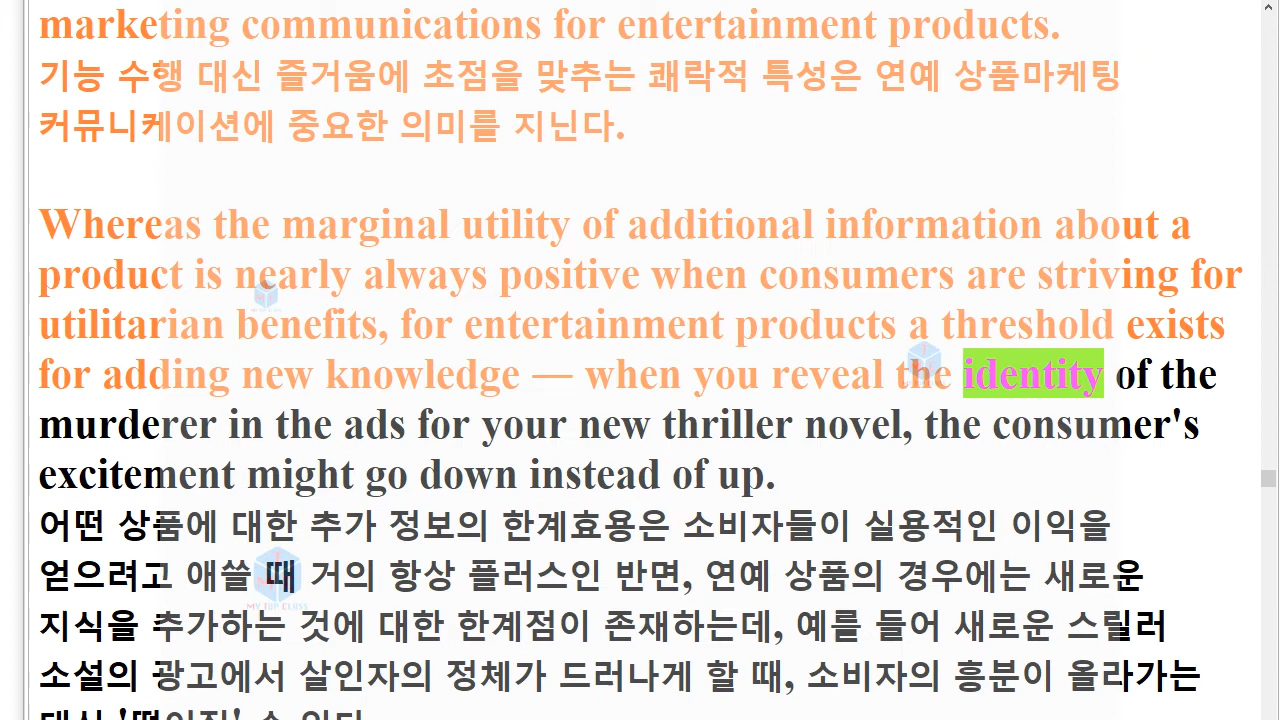 marketing communications for entertainment products.
기능 수행 대신 즐거움에 초점을 맞추는 쾌락적 특성은 연예 상품마케팅
커뮤니케이션에 중요한 의미를 지닌다.
Whereas the marginal utility of additional information about a
product is nearly always positive when consumers are striving for
utilitarian benefits, for entertainment products a threshold exists
for adding new knowledge — when you reveal the identity of the
murderer in the ads for your new thriller novel, the consumer's
excitement might go down instead of up.
어떤 상품에 대한 추가 정보의 한계효용은 소비자들이 실용적인 이익을
얻으려고 애쓸 때 거의 항상 플러스인 반면, 연예 상품의 경우에는 새로운
MY TOP CLASS
지식을 추가하는 것에 대한 한계점이 존재하는데, 예를 들어 새로운 스릴러
소설의 광고에서 살인자의 정체가 드러나게 할 때, 소비자의 흥분이 올라가는